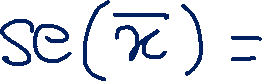 se(x̅) =